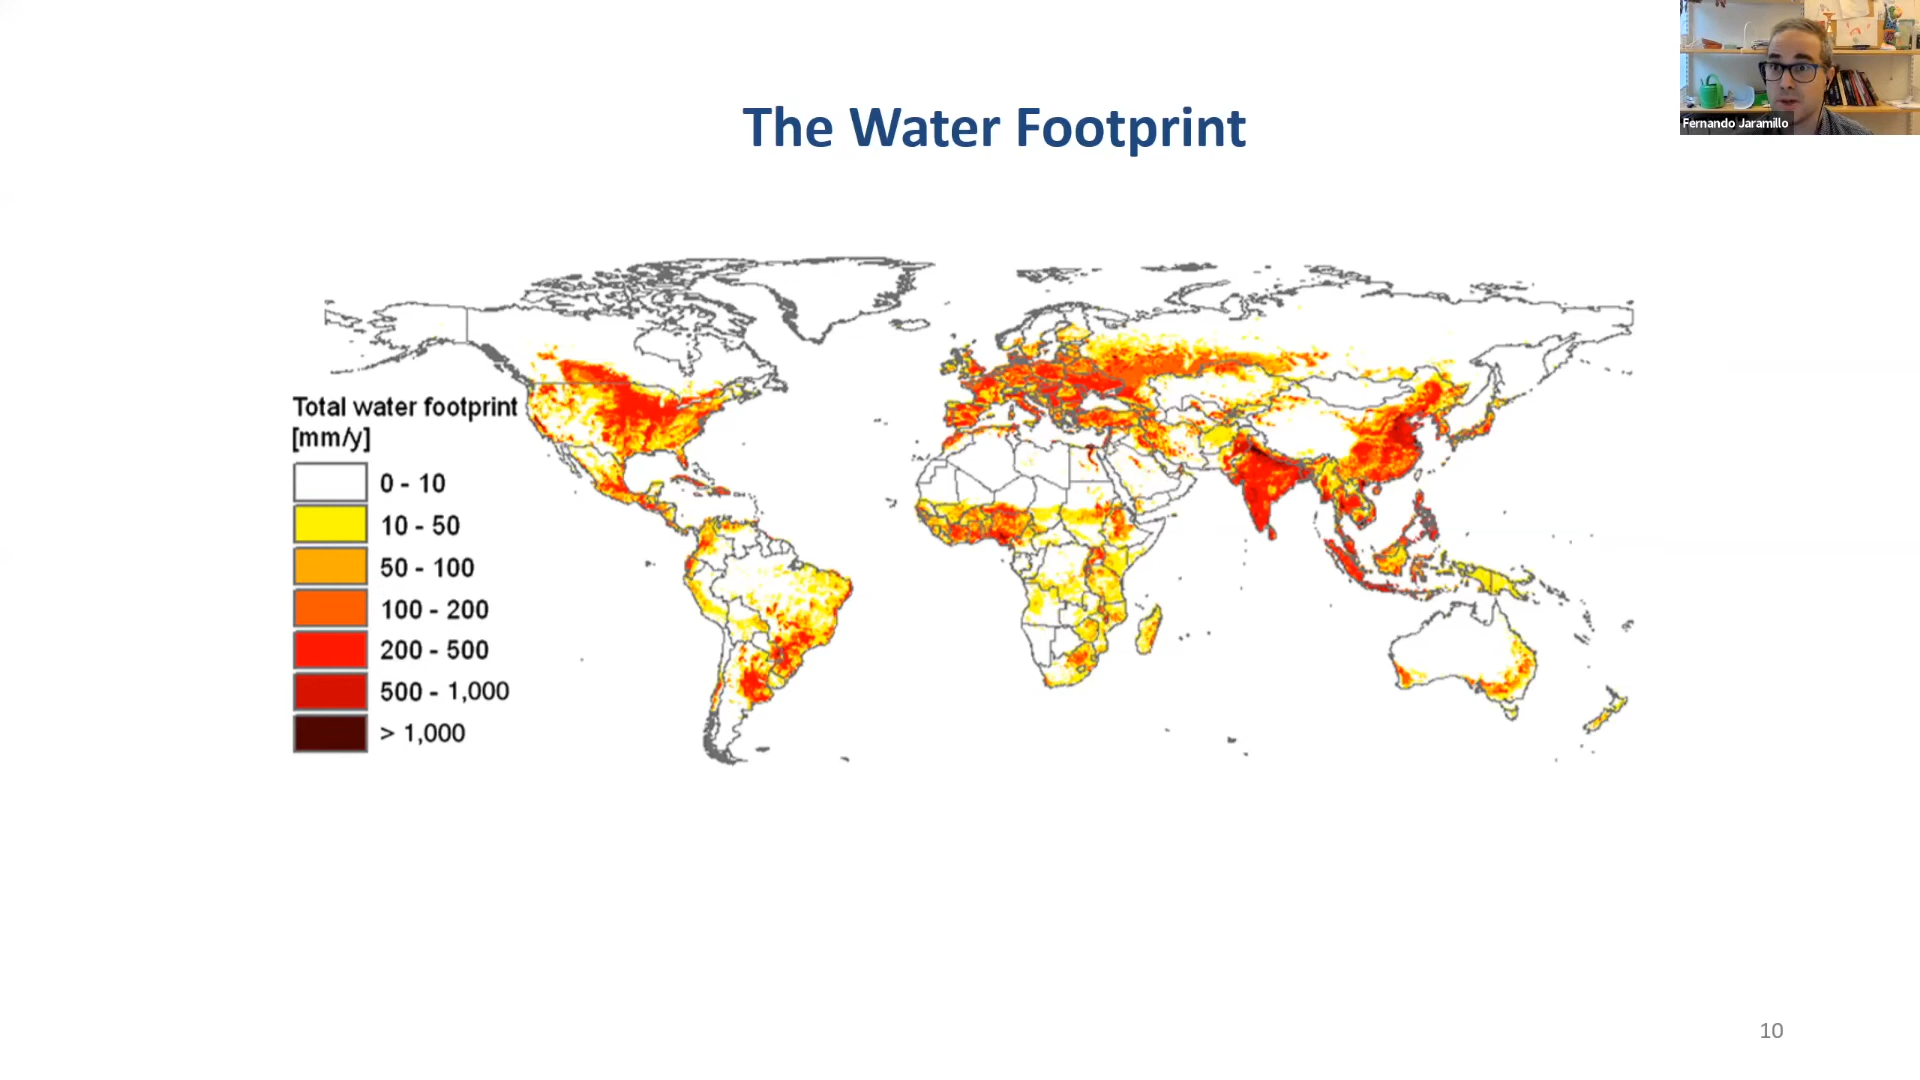 The Water Footprint
Fernando Jaramillo
Total water footprint
[mm/y]
0 - 10
10 - 50
50 - 100
100 - 200
200 - 500
500 - 1,000
> 1,000
10